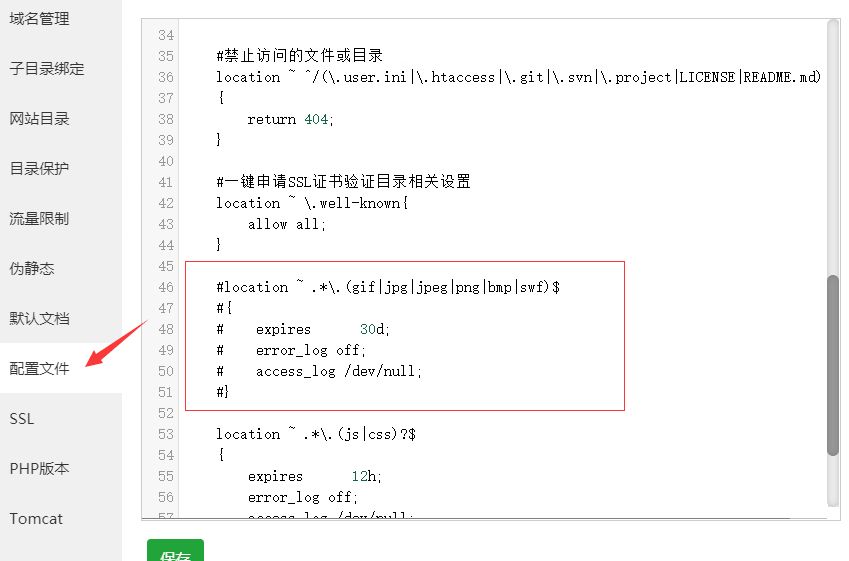 域名管理
子目录绑定
网站目录
目录保护
流量限制
伪静态
默认文档
配置文件
SSL
PHP版本
Tomcat
34
35 #禁止访问的文件或目录
36 location ~ ^/(\.user.ini|\.htaccess|\.git|\.svn|\.project|LICENSE|README.md)
37 {
38 return 404;
39 }
40
41 #一键申请SSL证书验证目录相关设置
42 location ~ \.well-known{
43 allow all;
44 }
45
46 #location ~ .*\.(gif|jpg|jpeg|png|bmp|swf)$
47 #{
48 # expires 30d;
49 # error_log off;
50 # access_log /dev/null;
51 #}
52
53 location ~ .*\.(js|css)?$
54 {
55 expires 12h;
56 error_log off;
57 access_log /dev/null;
保存